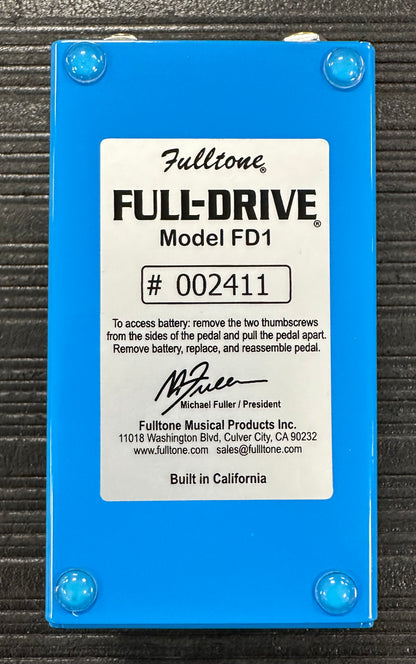 Fulltone®
FULL-DRIVE®
Model FD1
# 002411
To access battery: remove the two thumbscrews
from the sides of the pedal and pull the pedal apart.
Remove battery, replace, and reassemble pedal.
M Fuller
Michael Fuller / President
Fulltone Musical Products Inc.
11018 Washington Blvd, Culver City, CA 90232
www.fulltone.com sales@fullltone.com
Built in California